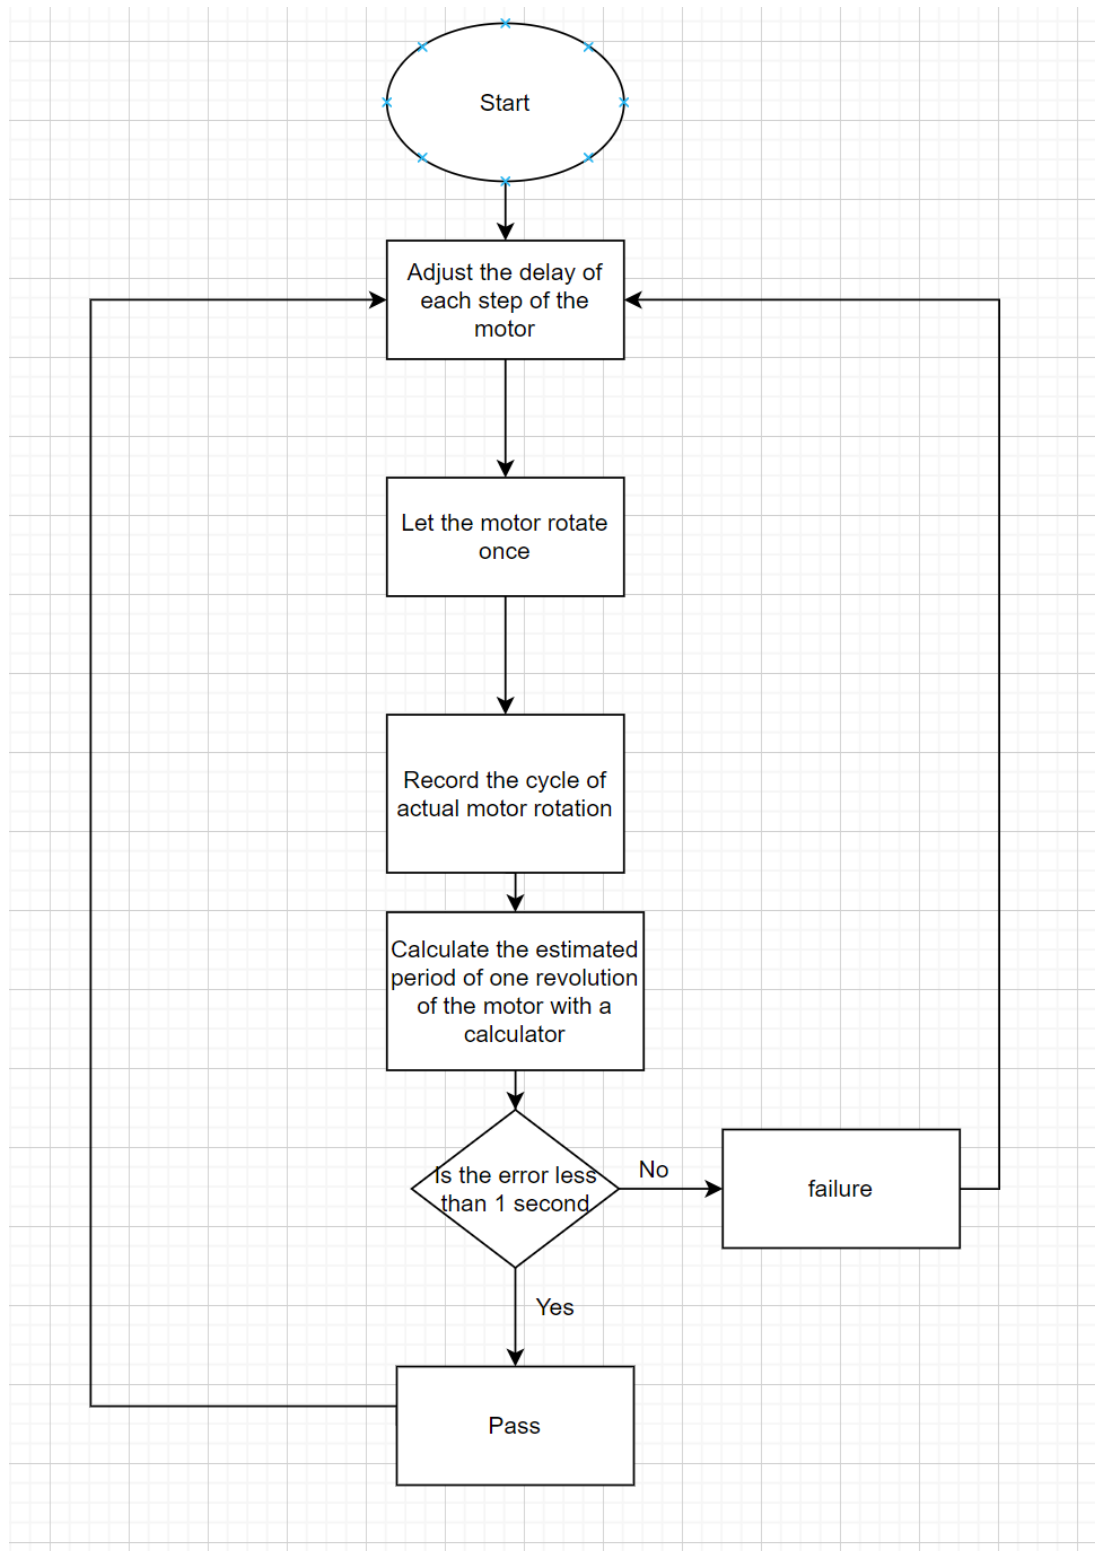 Start
Adjust the delay of
each step of the
motor
Let the motor rotate
once
Record the cycle of
actual motor rotation
Calculate the estimated
period of one revolution
of the motor with a
calculator
Is the error less
than 1 second
No
failure
Yes
Pass